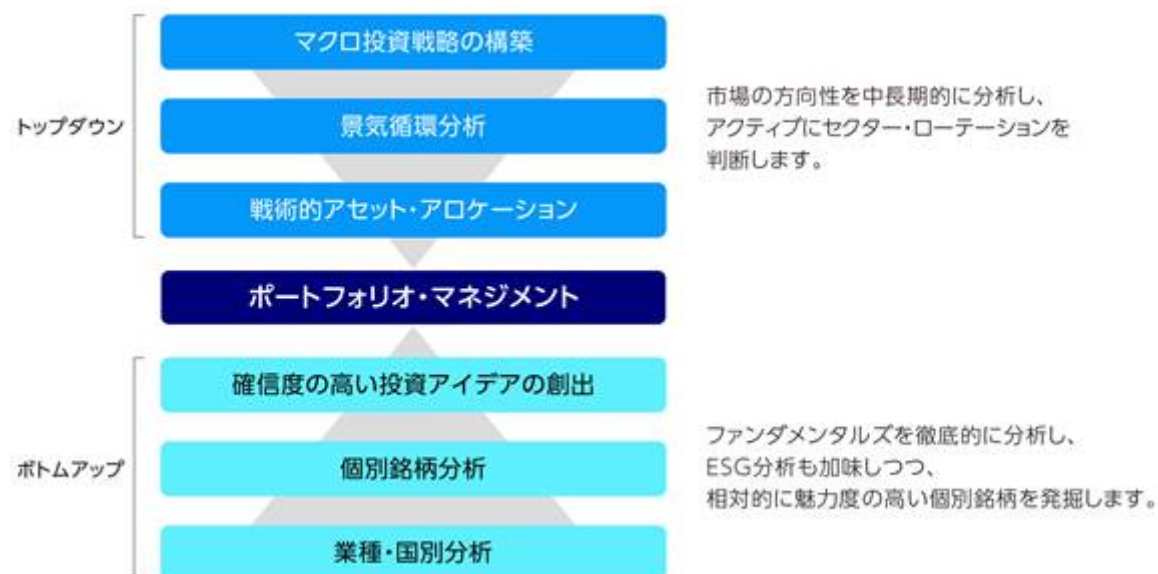 マクロ投資戦略の構築
トップダウン
景気循環分析
戦術的アセット・アロケーション
市場の方向性を中長期的に分析し、
アクティブにセクター・ローテーションを
判断します。
ポートフォリオ・マネジメント
確信度の高い投資アイデアの創出
ボトムアップ
個別銘柄分析
業種・国別分析
ファンダメンタルズを徹底的に分析し、
ESG分析も加味しつつ、
相対的に魅力度の高い個別銘柄を発掘します。